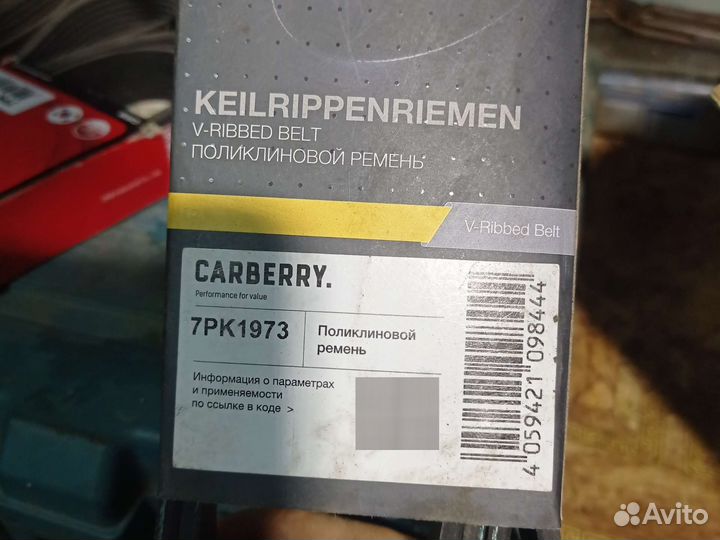 KEILRIPPENRIEMEN
V-RIBBED BELT
ПОЛИКЛИНОВОЙ РЕМЕНЬ
V-Ribbed Belt
CARBERRY.
Performance for value
7PK1973
Поликлиновой
ремень
Информация о параметрах
и применяемости
по ссылке в коде >
4 059421 098444
Avito